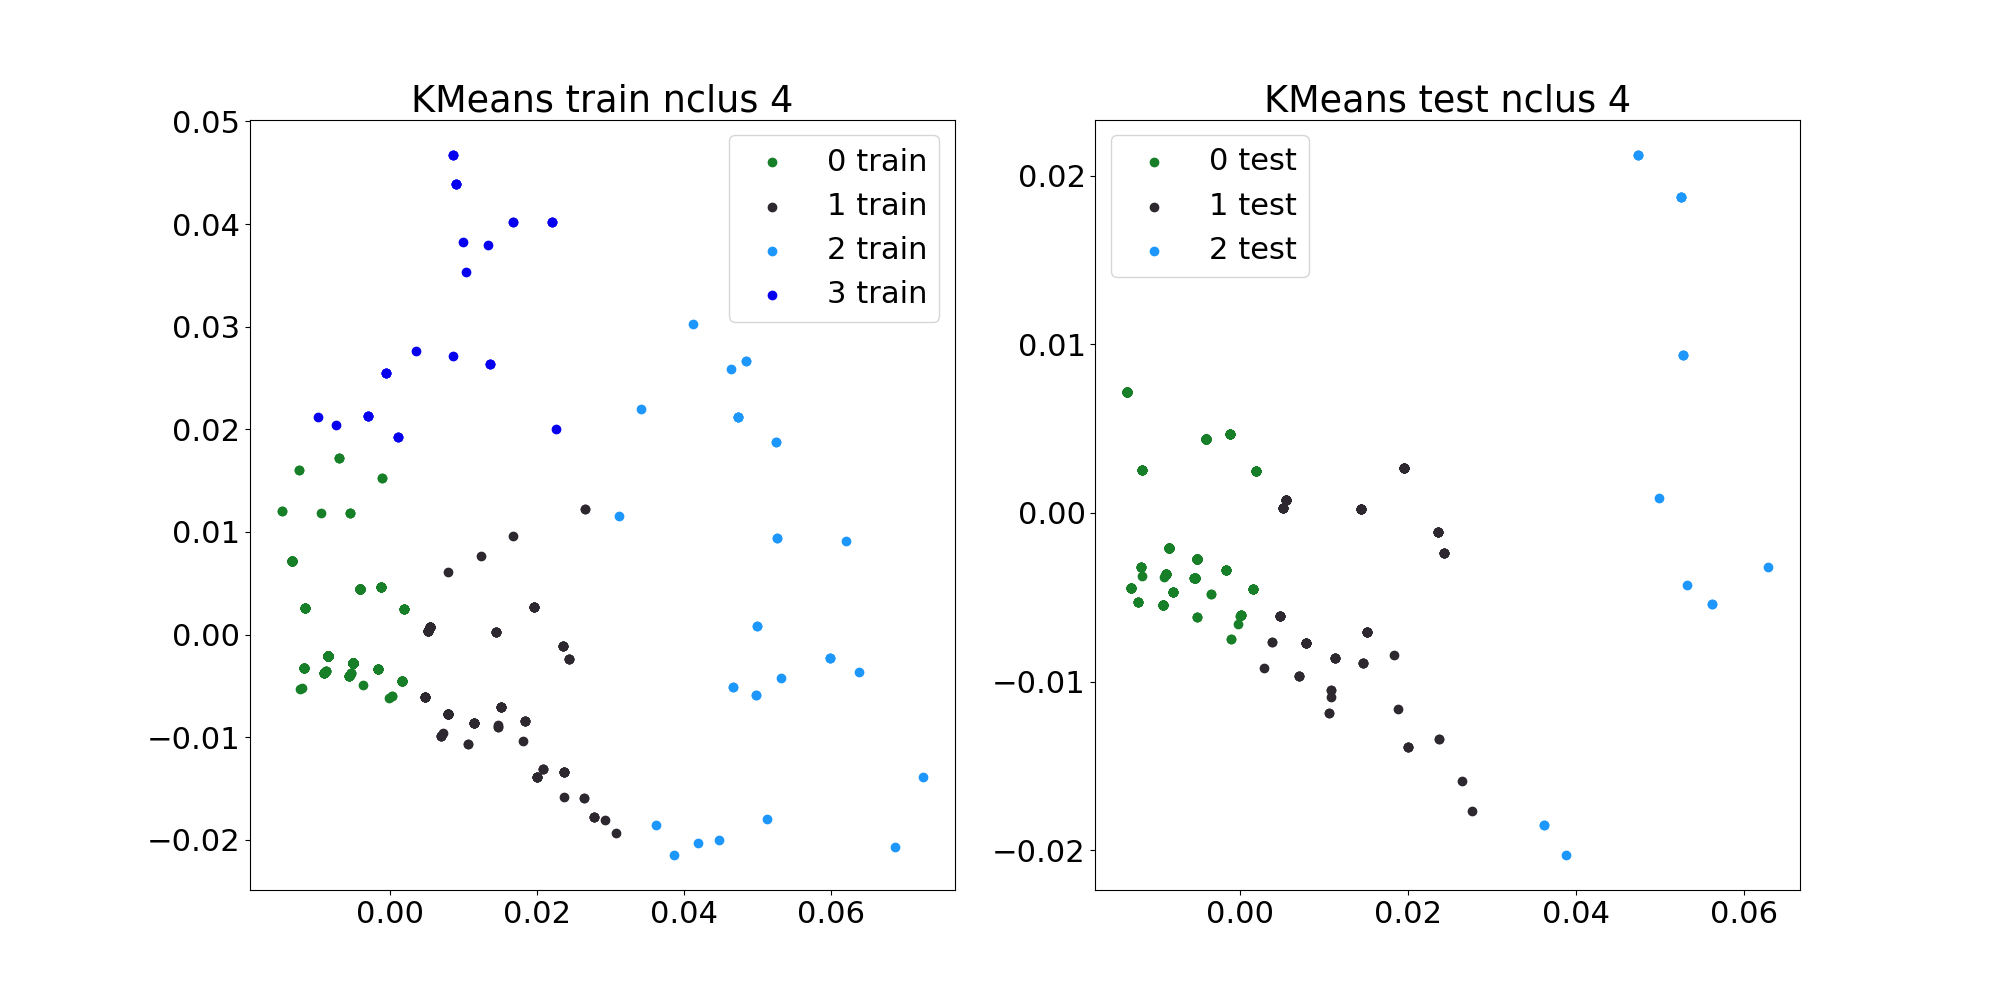 KMeans train nclus 4
0.05
0.04
0.03
0.02
0.01
0.00
−0.01
−0.02
0.00 0.02 0.04 0.06
0 train
1 train
2 train
3 train
KMeans test nclus 4
0.02
0.01
0.00
−0.01
−0.02
0.00 0.02 0.04 0.06
0 test
1 test
2 test